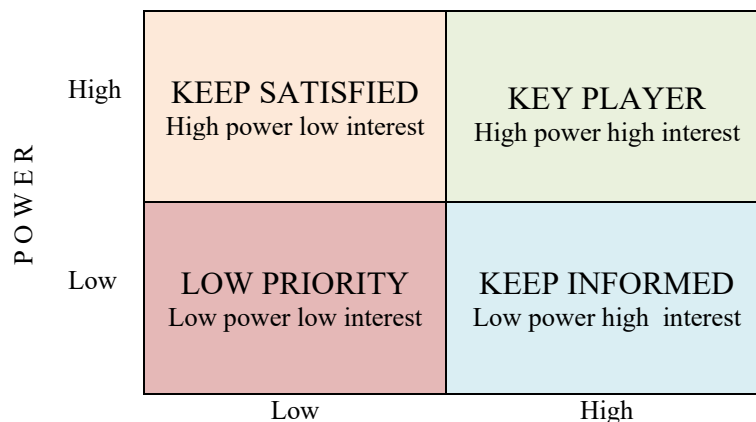 POWER
High
KEEP SATISFIED
High power low interest
KEY PLAYER
High power high interest
Low
LOW PRIORITY
Low power low interest
KEEP INFORMED
Low power high  interest
Low
High